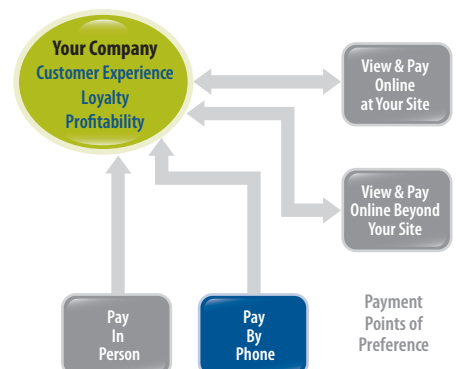 Your Company
Customer Experience
Loyalty
Profitability
View & Pay
Online
at Your Site
View & Pay
Online Beyond
Your Site
Pay
In
Person
Pay
By
Phone
Payment
Points of
Preference